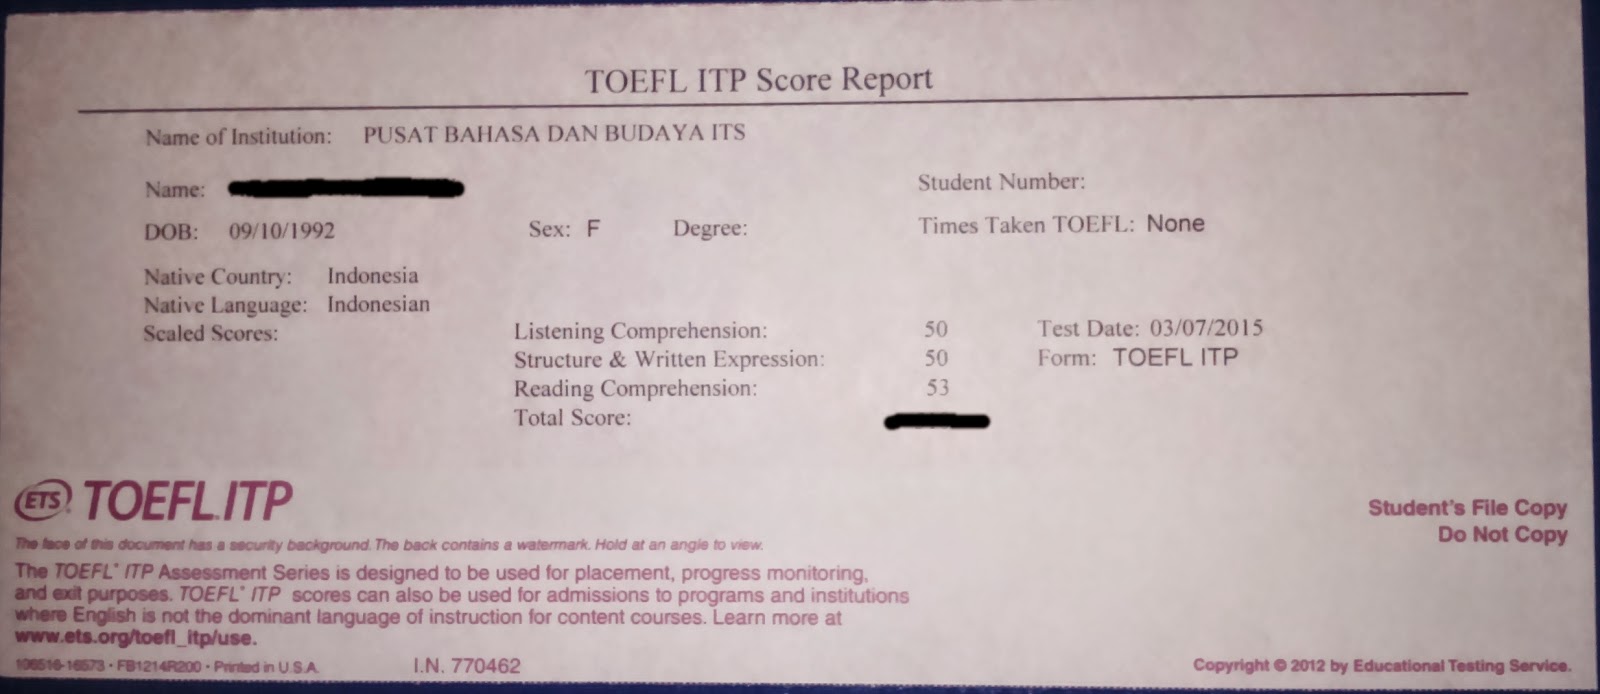 TOEFL ITP Score Report
Name of Institution: PUSAT BAHASA DAN BUDAYA ITS
Name: Student Number:
DOB: 09/10/1992 Sex: F Degree: Times Taken TOEFL: None
Native Country: Indonesia
Native Language: Indonesian
Scaled Scores: Listening Comprehension: 50 Test Date: 03/07/2015
Structure & Written Expression: 50 Form: TOEFL ITP
Reading Comprehension: 53
Total Score:
ETS® TOEFL ITP
Student's File Copy
Do Not Copy
The face of this document has a security background. The back contains a watermark. Hold at an angle to view.
The TOEFL® ITP Assessment Series is designed to be used for placement, progress monitoring,
and exit purposes. TOEFL® ITP scores can also be used for admissions to programs and institutions
where English is not the dominant language of instruction for content courses. Learn more at
www.ets.org/toefl_itp/use.
106516-16573 • FB1214R200 • Printed in U.S.A. I.N. 770462 Copyright © 2012 by Educational Testing Service.